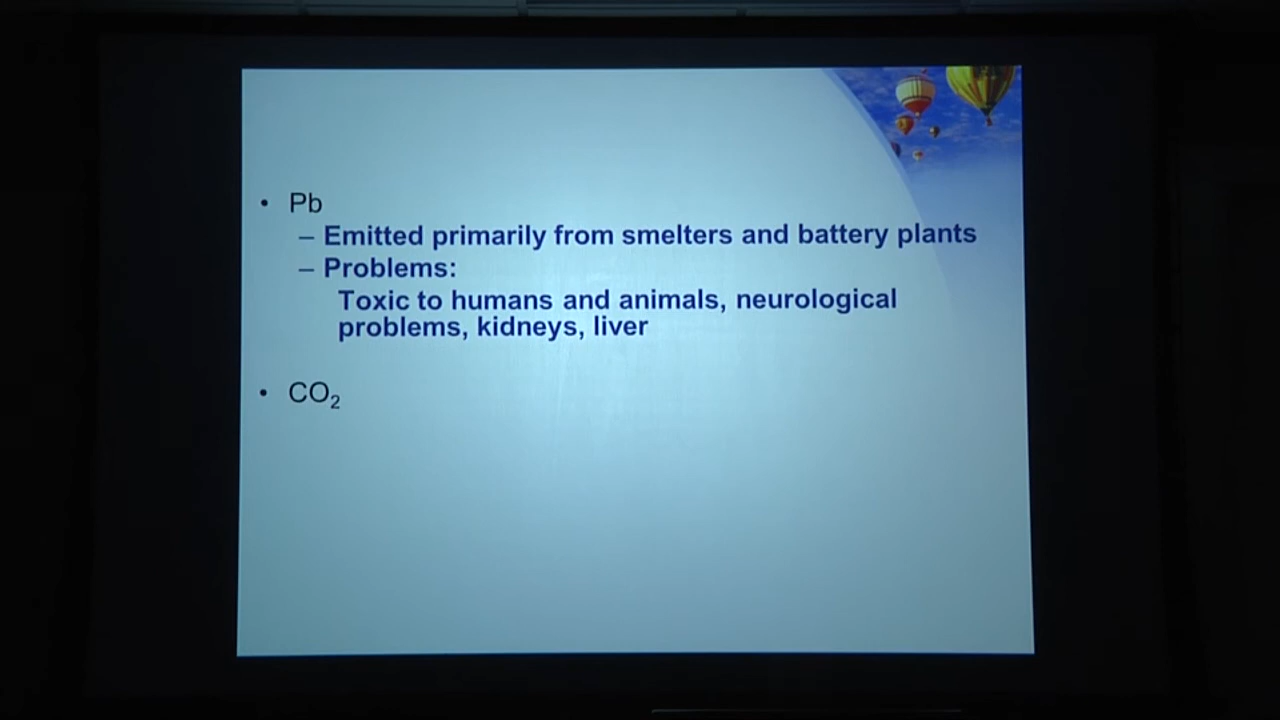 • Pb
– Emitted primarily from smelters and battery plants
– Problems:
Toxic to humans and animals, neurological
problems, kidneys, liver
• CO₂